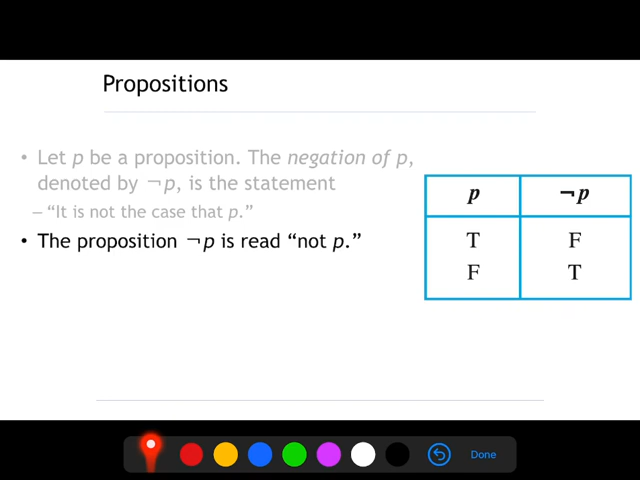 Propositions
• Let p be a proposition. The negation of p,
denoted by ¬p, is the statement
– “It is not the case that p.”
• The proposition ¬p is read “not p.”
p ¬p
T F
F T
Done